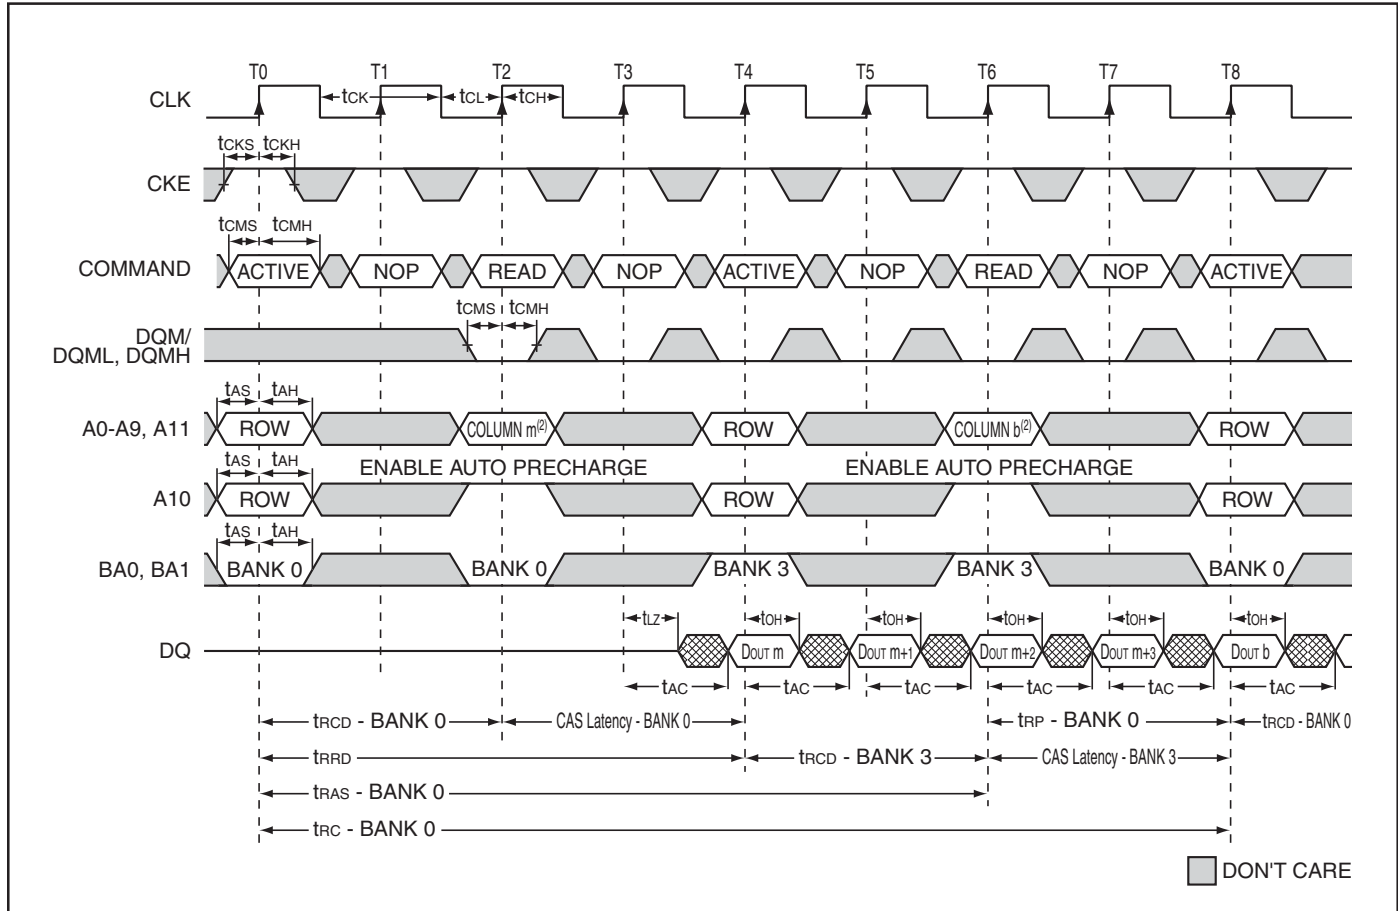 T0 T1 T2 T3 T4 T5 T6 T7 T8
CLK tCK tCL tCH
tCKS tCKH
CKE
tCMS tCMH
COMMAND ACTIVE NOP READ NOP ACTIVE NOP READ NOP ACTIVE
tCMS tCMH
DQM/
DQML, DQMH
tAS tAH
A0-A9, A11 ROW COLUMN m(2) ROW COLUMN b(2) ROW
tAS tAH ENABLE AUTO PRECHARGE ENABLE AUTO PRECHARGE
A10 ROW ROW ROW
tAS tAH
BA0, BA1 BANK 0 BANK 0 BANK 3 BANK 3 BANK 0
tLZ tOH tOH tOH tOH tOH
DQ DOUT m DOUT m+1 DOUT m+2 DOUT m+3 DOUT b
tAC tAC tAC tAC tAC tAC
tRCD - BANK 0 CAS Latency - BANK 0 tRP - BANK 0 tRCD - BANK 0
tRRD tRCD - BANK 3 CAS Latency - BANK 3
tRAS - BANK 0
tRC - BANK 0
DON'T CARE